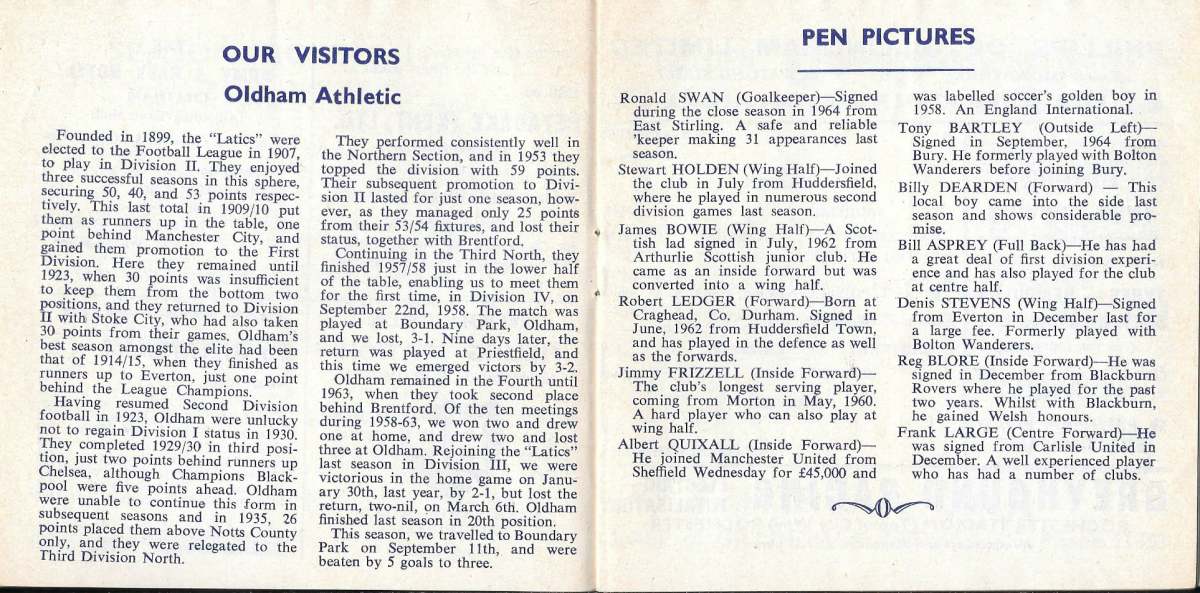 OUR VISITORS
Oldham Athletic
Founded in 1899, the "Latics" were
elected to the Football League in 1907,
to play in Division II. They enjoyed
three successful seasons in this sphere,
securing 50, 40, and 53 points respec-
tively. This last total in 1909/10 put
them as runners up in the table, one
point behind Manchester City, and
gained them promotion to the First
Division. Here they remained until
1923, when 30 points was insufficient
to keep them from the bottom two
positions, and they returned to Division
II with Stoke City, who had also taken
30 points from their games. Oldham's
best season amongst the elite had been
that of 1914/15, when they finished as
runners up to Everton, just one point
behind the League Champions.
Having resumed Second Division
football in 1923, Oldham were unlucky
not to regain Division I status in 1930.
They completed 1929/30 in third posi-
tion, just two points behind runners up
Chelsea, although Champions Black-
pool were five points ahead. Oldham
were unable to continue this form in
subsequent seasons and in 1935, 26
points placed them above Notts County
only, and they were relegated to the
Third Division North.
They performed consistently well in
the Northern Section, and in 1953 they
topped the division with 59 points.
Their subsequent promotion to Divi-
sion II lasted for just one season, how-
ever, as they managed only 25 points
from their 53/54 fixtures, and lost their
status, together with Brentford.
Continuing in the Third North, they
finished 1957/58 just in the lower half
of the table, enabling us to meet them
for the first time, in Division IV, on
September 22nd, 1958. The match was
played at Boundary Park, Oldham,
and we lost, 3-1. Nine days later, the
return was played at Priestfield, and
this time we emerged victors by 3-2.
Oldham remained in the Fourth until
1963, when they took second place
behind Brentford. Of the ten meetings
during 1958-63, we won two and drew
one at home, and drew two and lost
three at Oldham. Rejoining the "Latics"
last season in Division III, we were
victorious in the home game on Janu-
ary 30th, last year, by 2-1, but lost the
return, two-nil, on March 6th. Oldham
finished last season in 20th position.
This season, we travelled to Boundary
Park on September 11th, and were
beaten by 5 goals to three.
PEN PICTURES
Ronald SWAN (Goalkeeper)—Signed
during the close season in 1964 from
East Stirling. A safe and reliable
'keeper making 31 appearances last
season.
Stewart HOLDEN (Wing Half)—Joined
the club in July from Huddersfield,
where he played in numerous second
division games last season.
James BOWIE (Wing Half)—A Scot-
tish lad signed in July, 1962 from
Arthurlie Scottish junior club. He
came as an inside forward but was
converted into a wing half.
Robert LEDGER (Forward)—Born at
Craghead, Co. Durham. Signed in
June, 1962 from Huddersfield Town,
and has played in the defence as well
as the forwards.
Jimmy FRIZZELL (Inside Forward)—
The club's longest serving player,
coming from Morton in May, 1960.
A hard player who can also play at
wing half.
Albert QUIXALL (Inside Forward)—
He joined Manchester United from
Sheffield Wednesday for £45,000 and
was labelled soccer's golden boy in
1958. An England International.
Tony BARTLEY (Outside Left)—
Signed in September, 1964 from
Bury. He formerly played with Bolton
Wanderers before joining Bury.
Billy DEARDEN (Forward) — This
local boy came into the side last
season and shows considerable pro-
mise.
Bill ASPREY (Full Back)—He has had
a great deal of first division experi-
ence and has also played for the club
at centre half.
Denis STEVENS (Wing Half)—Signed
from Everton in December last for
a large fee. Formerly played with
Bolton Wanderers.
Reg BLORE (Inside Forward)—He was
signed in December from Blackburn
Rovers where he played for the past
two years. Whilst with Blackburn,
he gained Welsh honours.
Frank LARGE (Centre Forward)—He
was signed from Carlisle United in
December. A well experienced player
who has had a number of clubs.